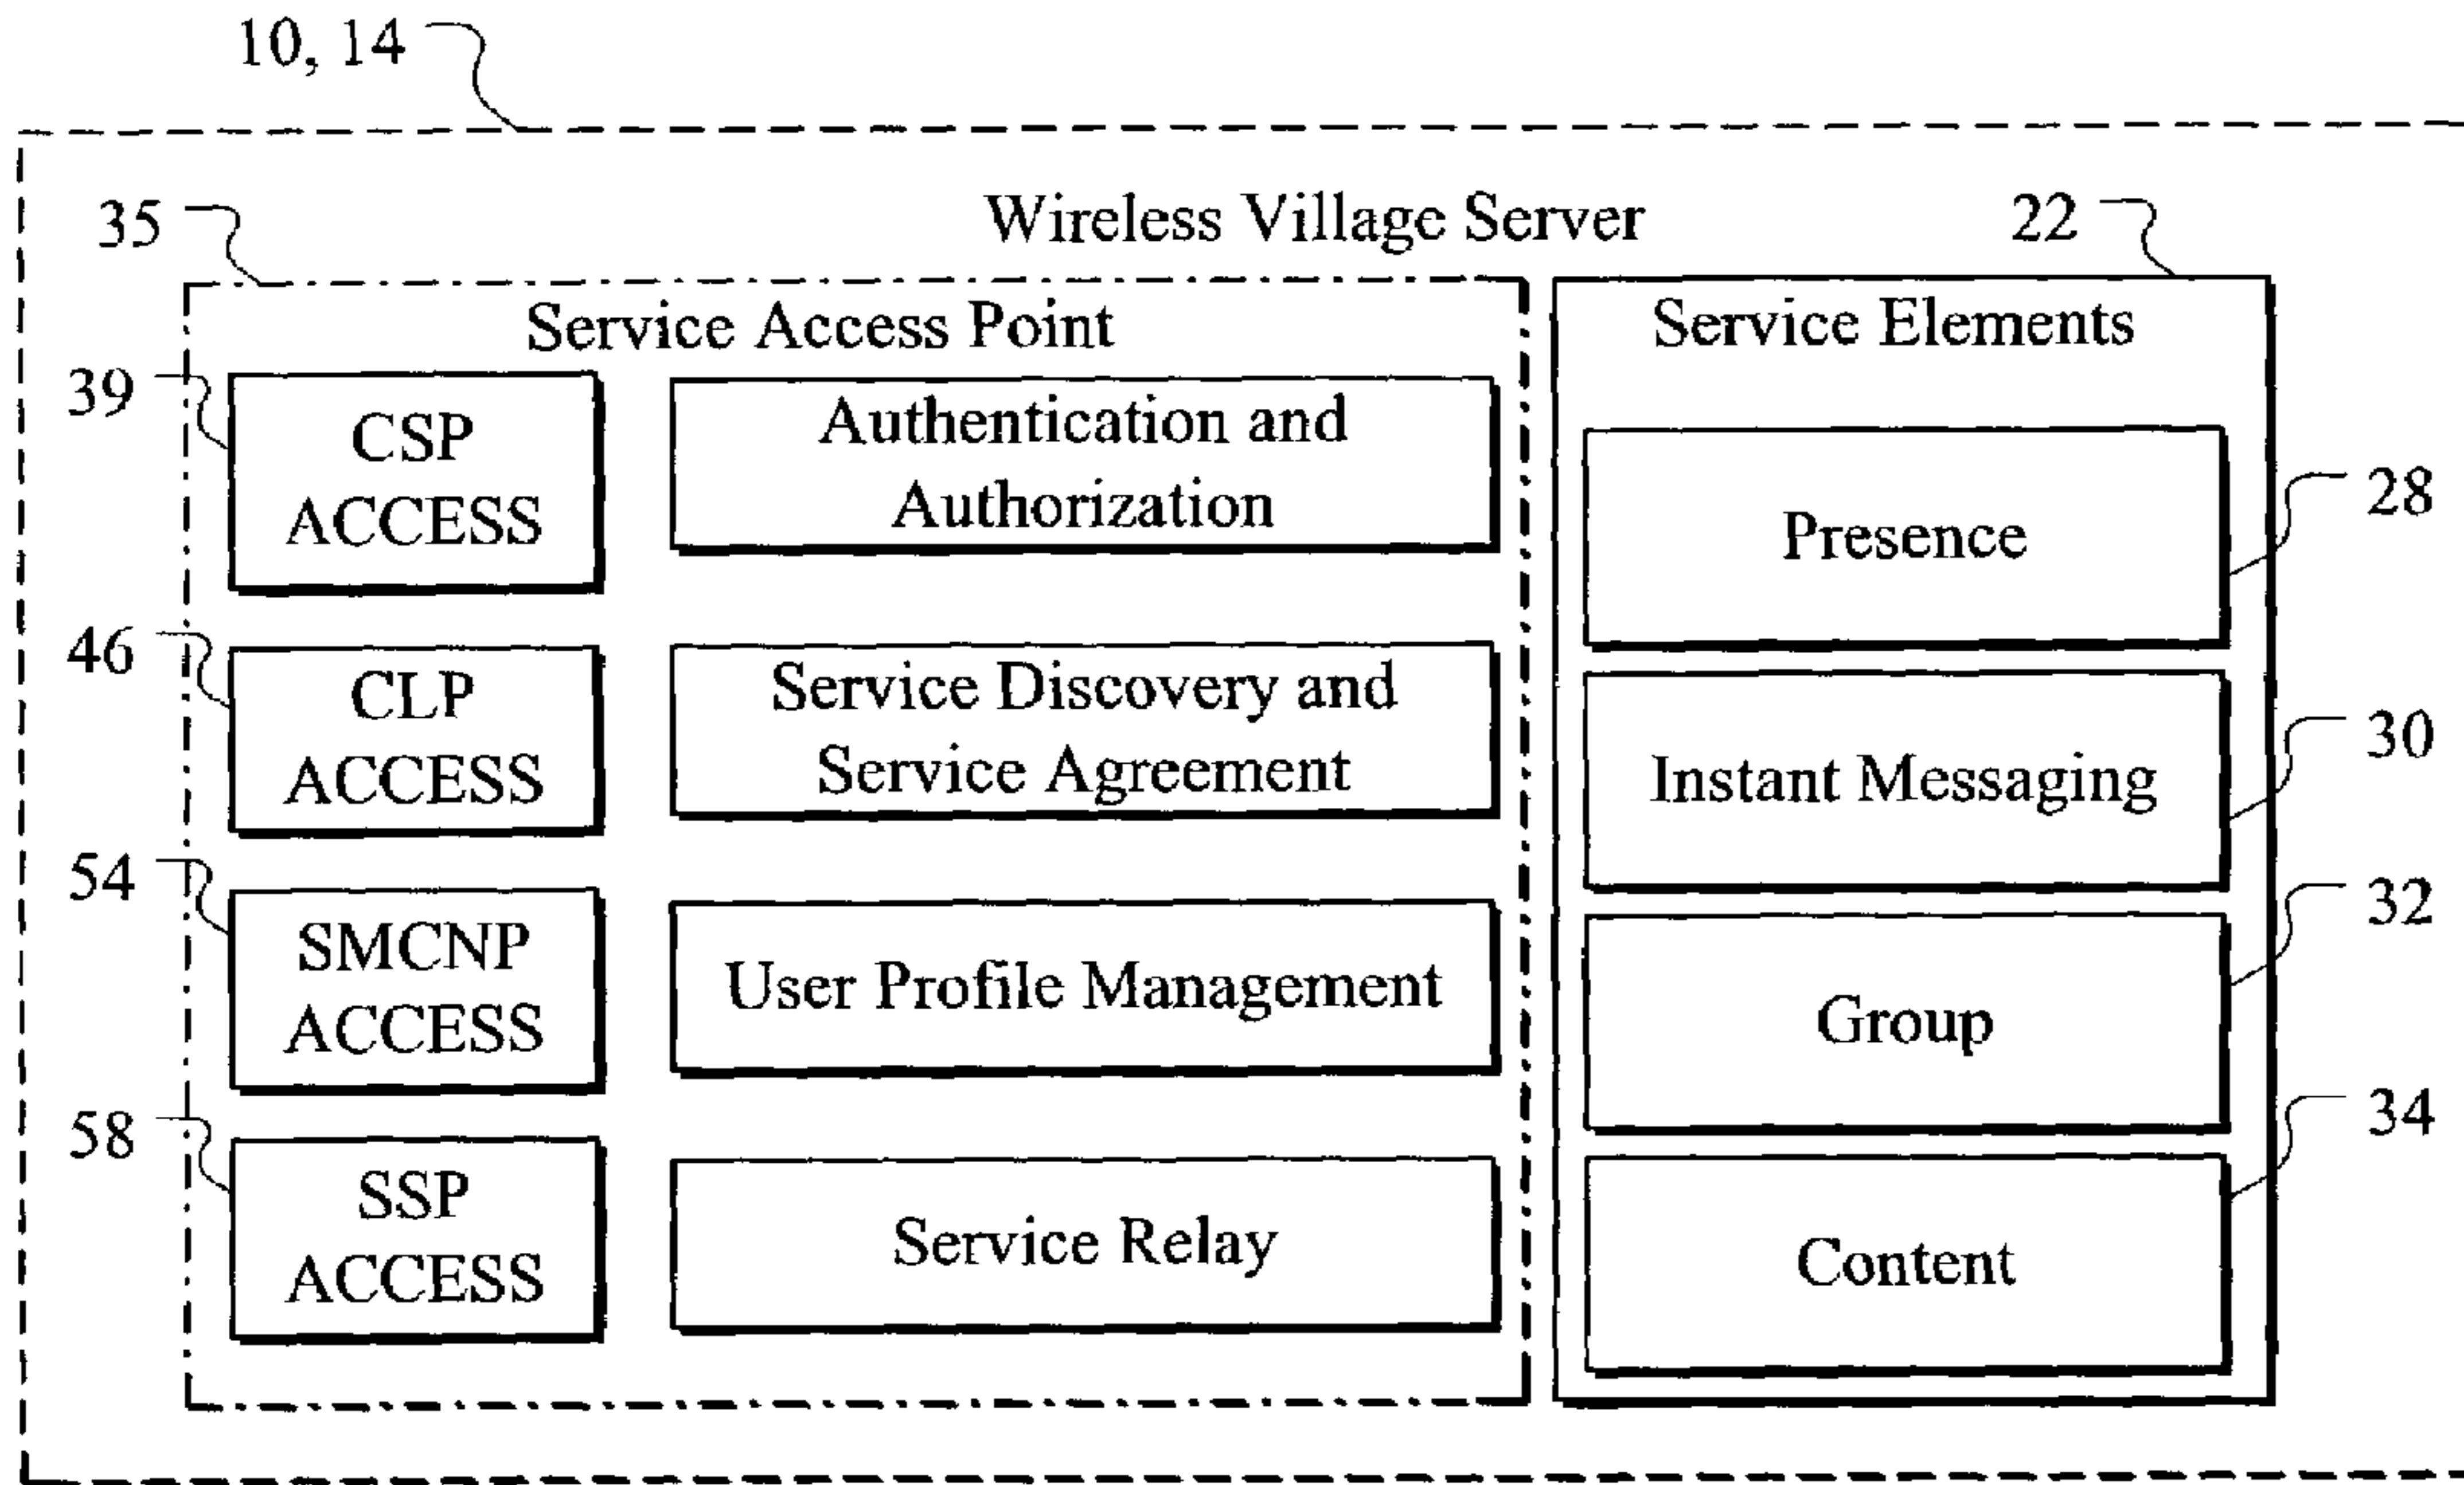 10, 14
Wireless Village Server
35
22
Service Access Point
Service Elements
39
CSP
ACCESS
Authentication and
Authorization
Presence
28
46
CLP
ACCESS
Service Discovery and
Service Agreement
Instant Messaging
30
54
SMCNP
ACCESS
User Profile Management
Group
32
58
SSP
ACCESS
Service Relay
Content
34